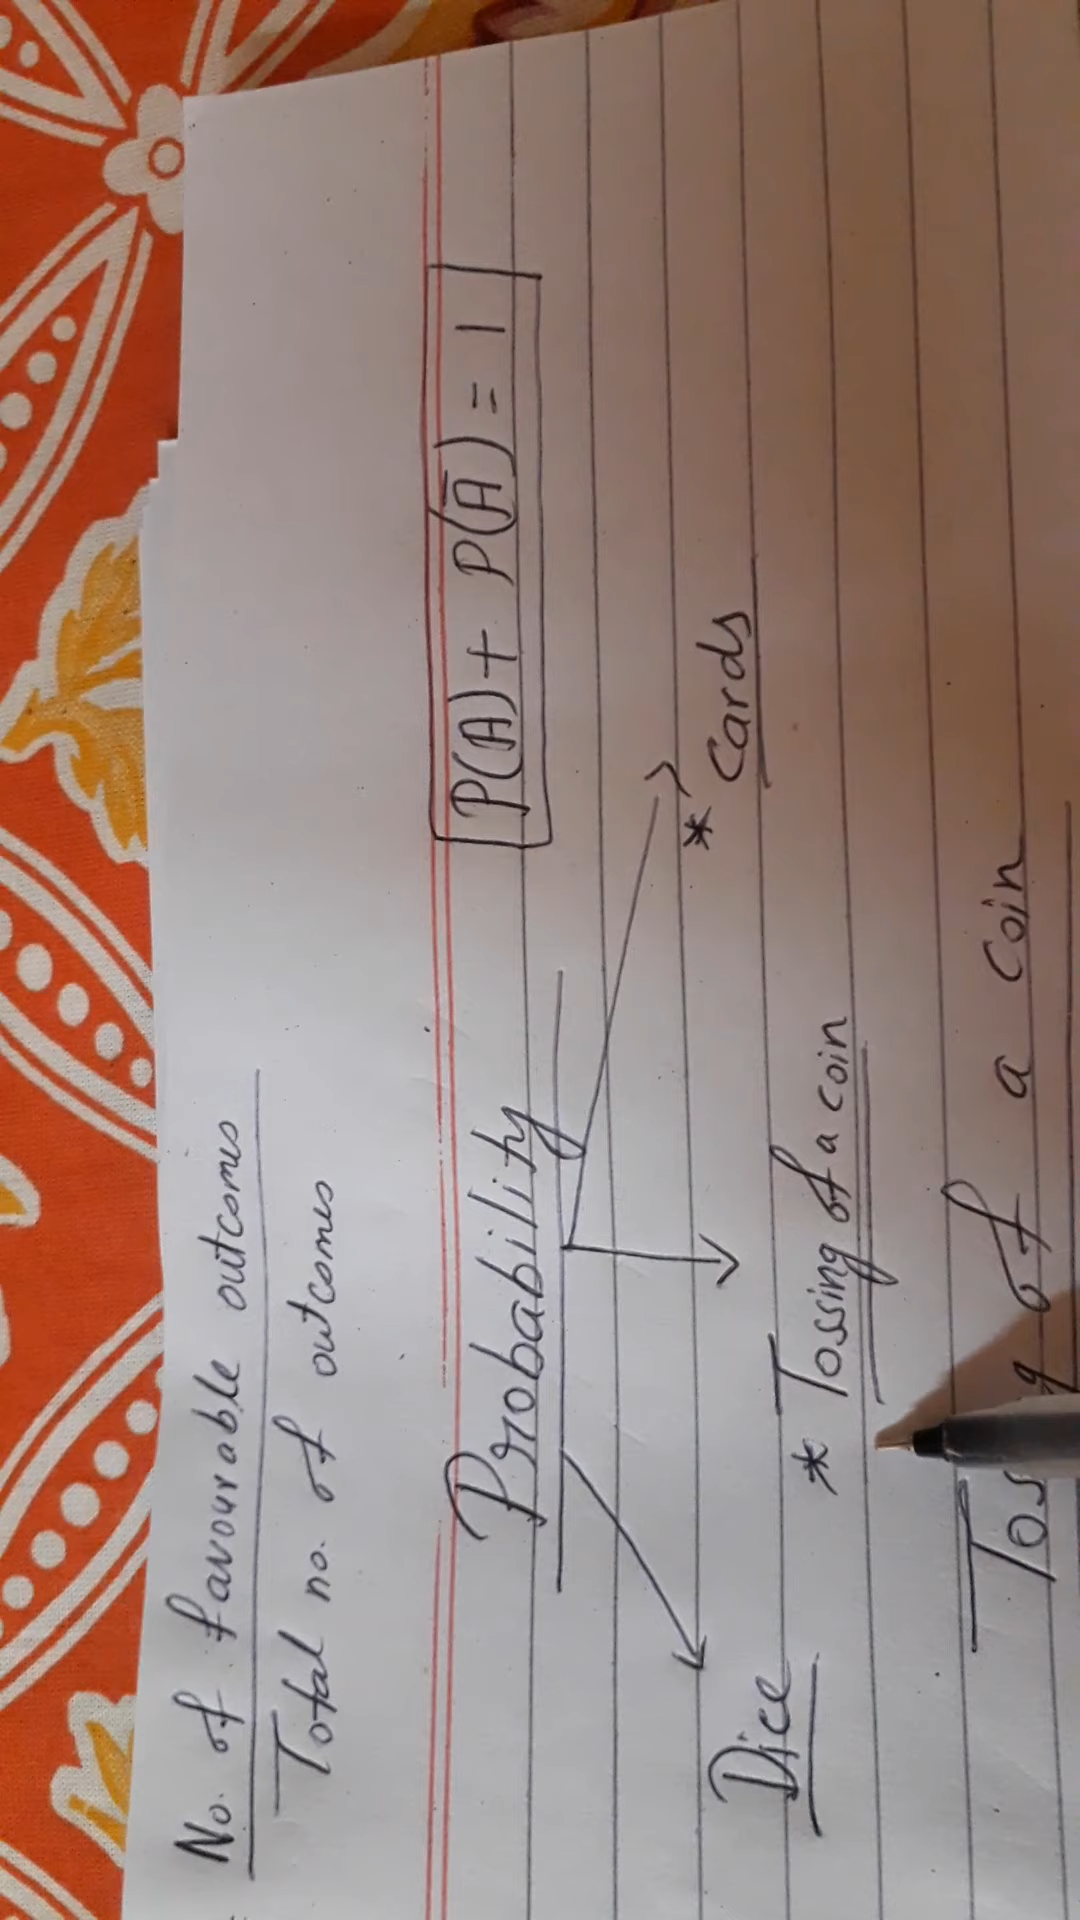 No. of favourable outcomes
Total no. of outcomes
Probability
P(A) + P(Ā) = 1
Dice
* Tossing of a coin
* Cards
of a coin